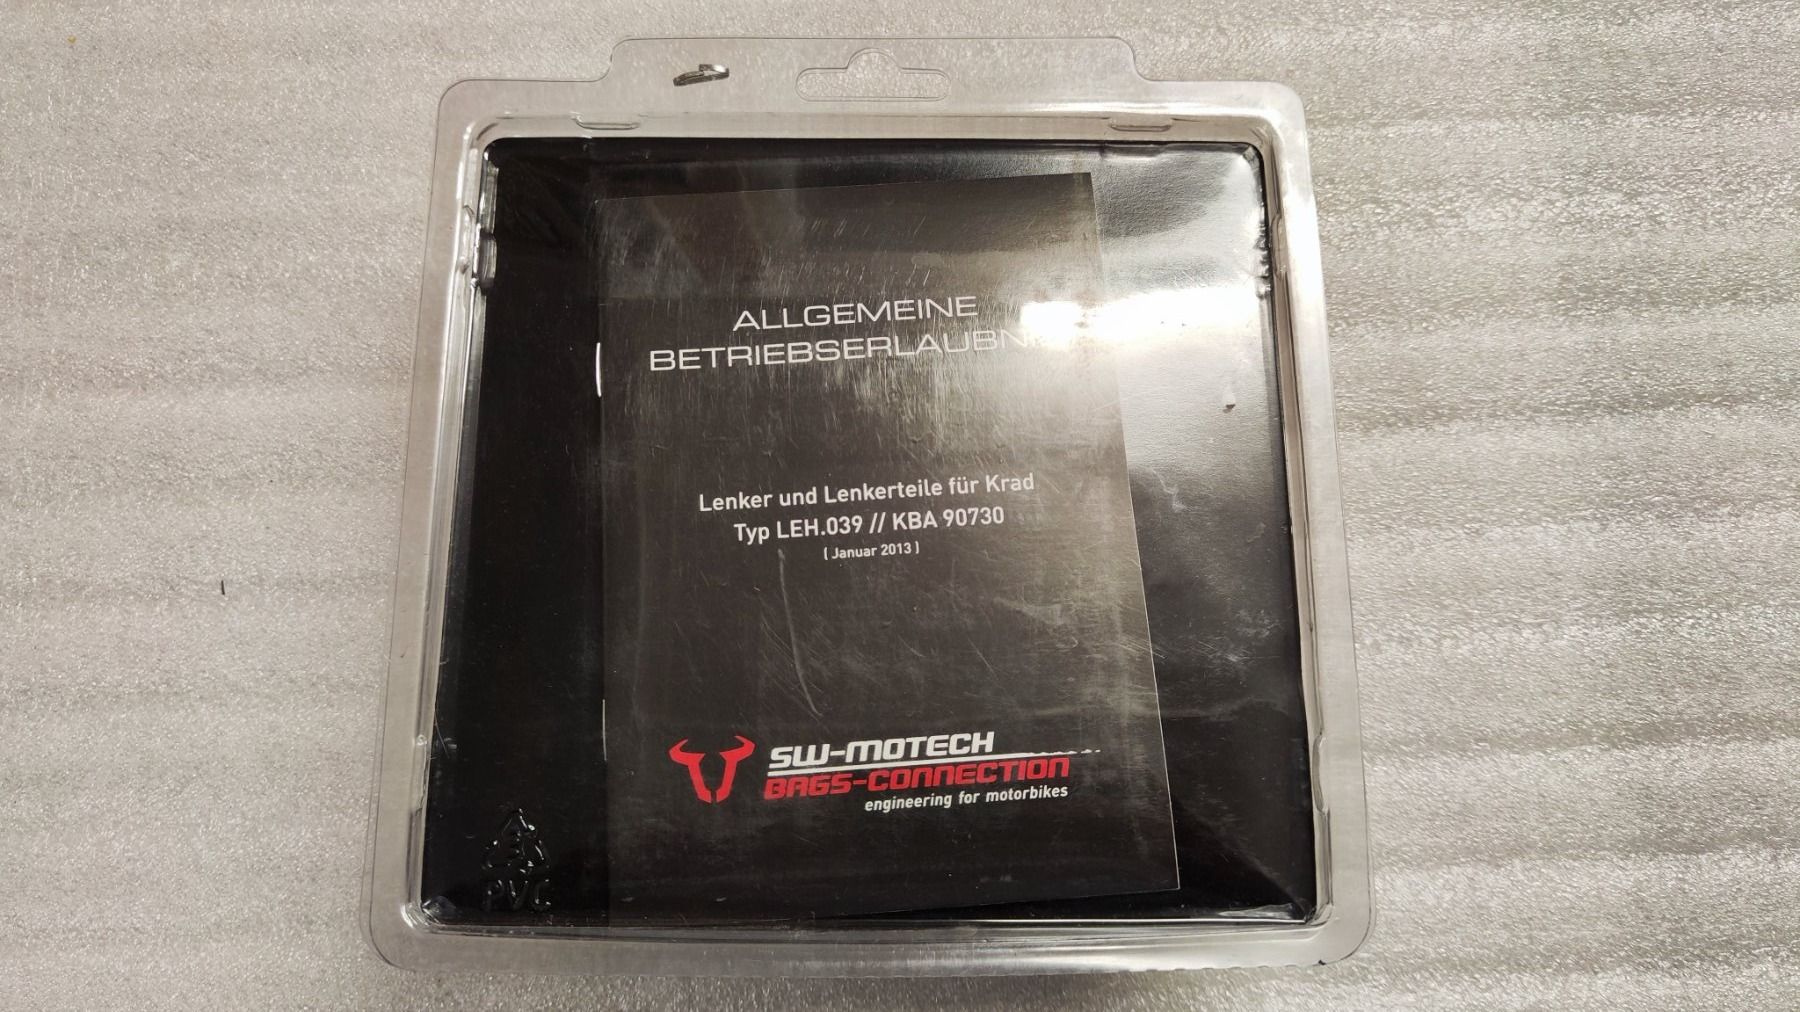 ALLGEMEINE
Lenker und Lenkerteile für Krad
Typ LEH.039 // KBA 90730
( Januar 2013 )
SW-MOTECH
BAGS-CONNECTION
engineering for motorbikes
PVC